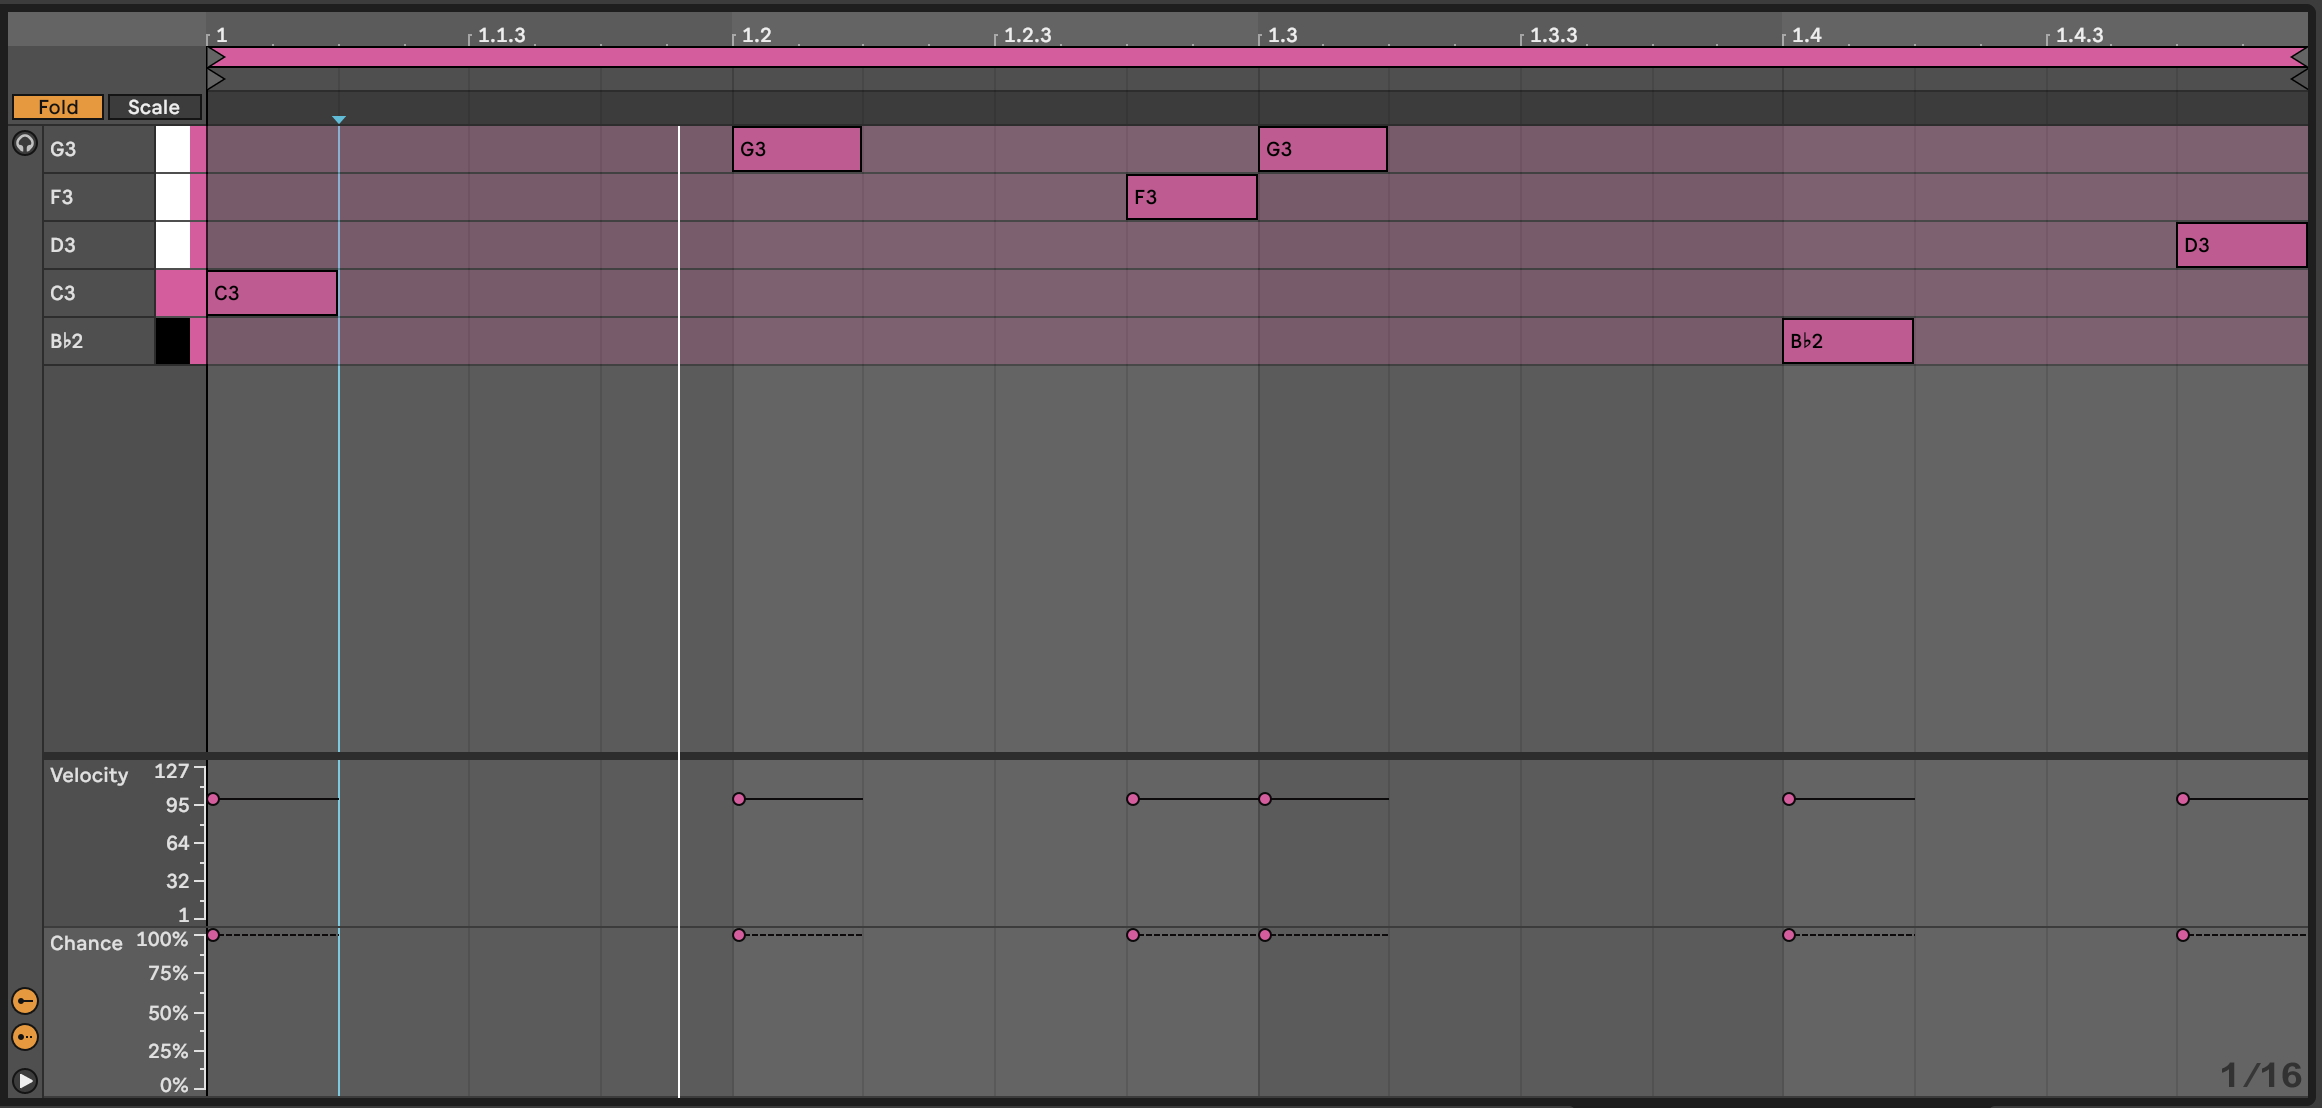 1 1.1.3 1.2 1.2.3 1.3 1.3.3 1.4 1.4.3
Fold Scale
G3 G3 G3
F3 F3
D3 D3
C3 C3
B♭2 B♭2
Velocity 127
95
64
32
1
Chance 100%
75%
50%
25%
0%
1/16